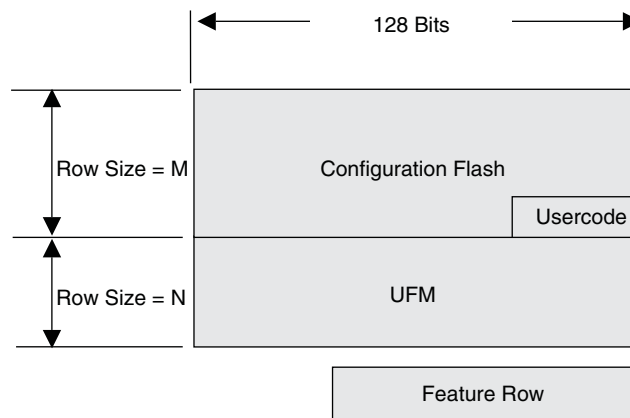 128 Bits
Row Size = M
Configuration Flash
Usercode
Row Size = N
UFM
Feature Row